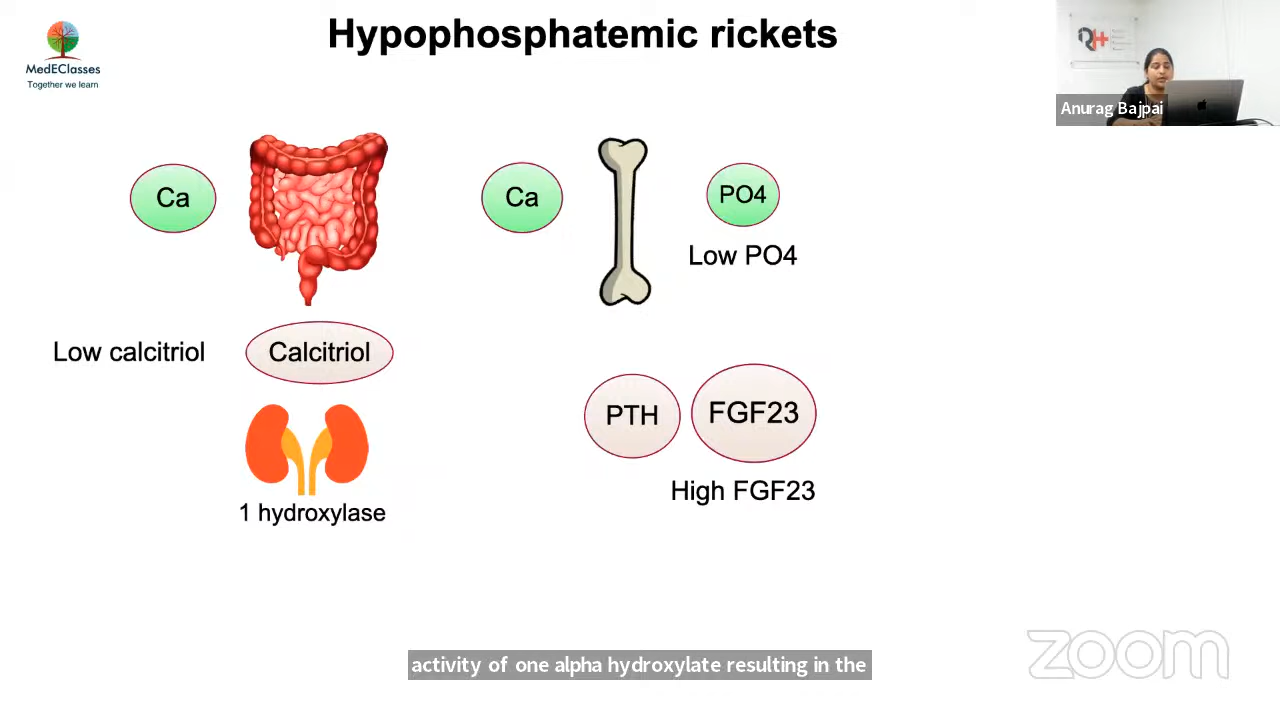 Hypophosphatemic rickets
MedEClasses
Together we learn
RH
Anurag Bajpai
Ca
Ca
PO4
Low PO4
Low calcitriol
Calcitriol
PTH
FGF23
High FGF23
1 hydroxylase
activity of one alpha hydroxylate resulting in the
zoom